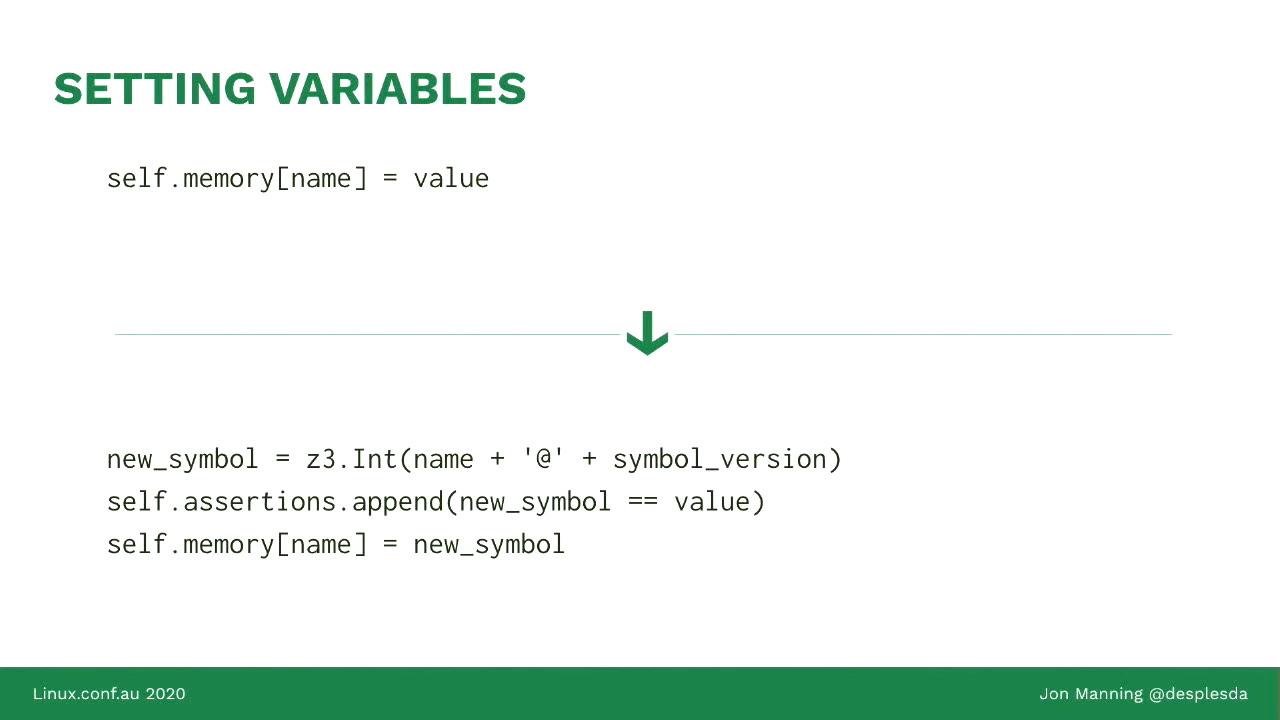 SETTING VARIABLES
self.memory[name] = value
new_symbol = z3.Int(name + '@' + symbol_version)
self.assertions.append(new_symbol == value)
self.memory[name] = new_symbol
Linux.conf.au 2020
Jon Manning @desplesda